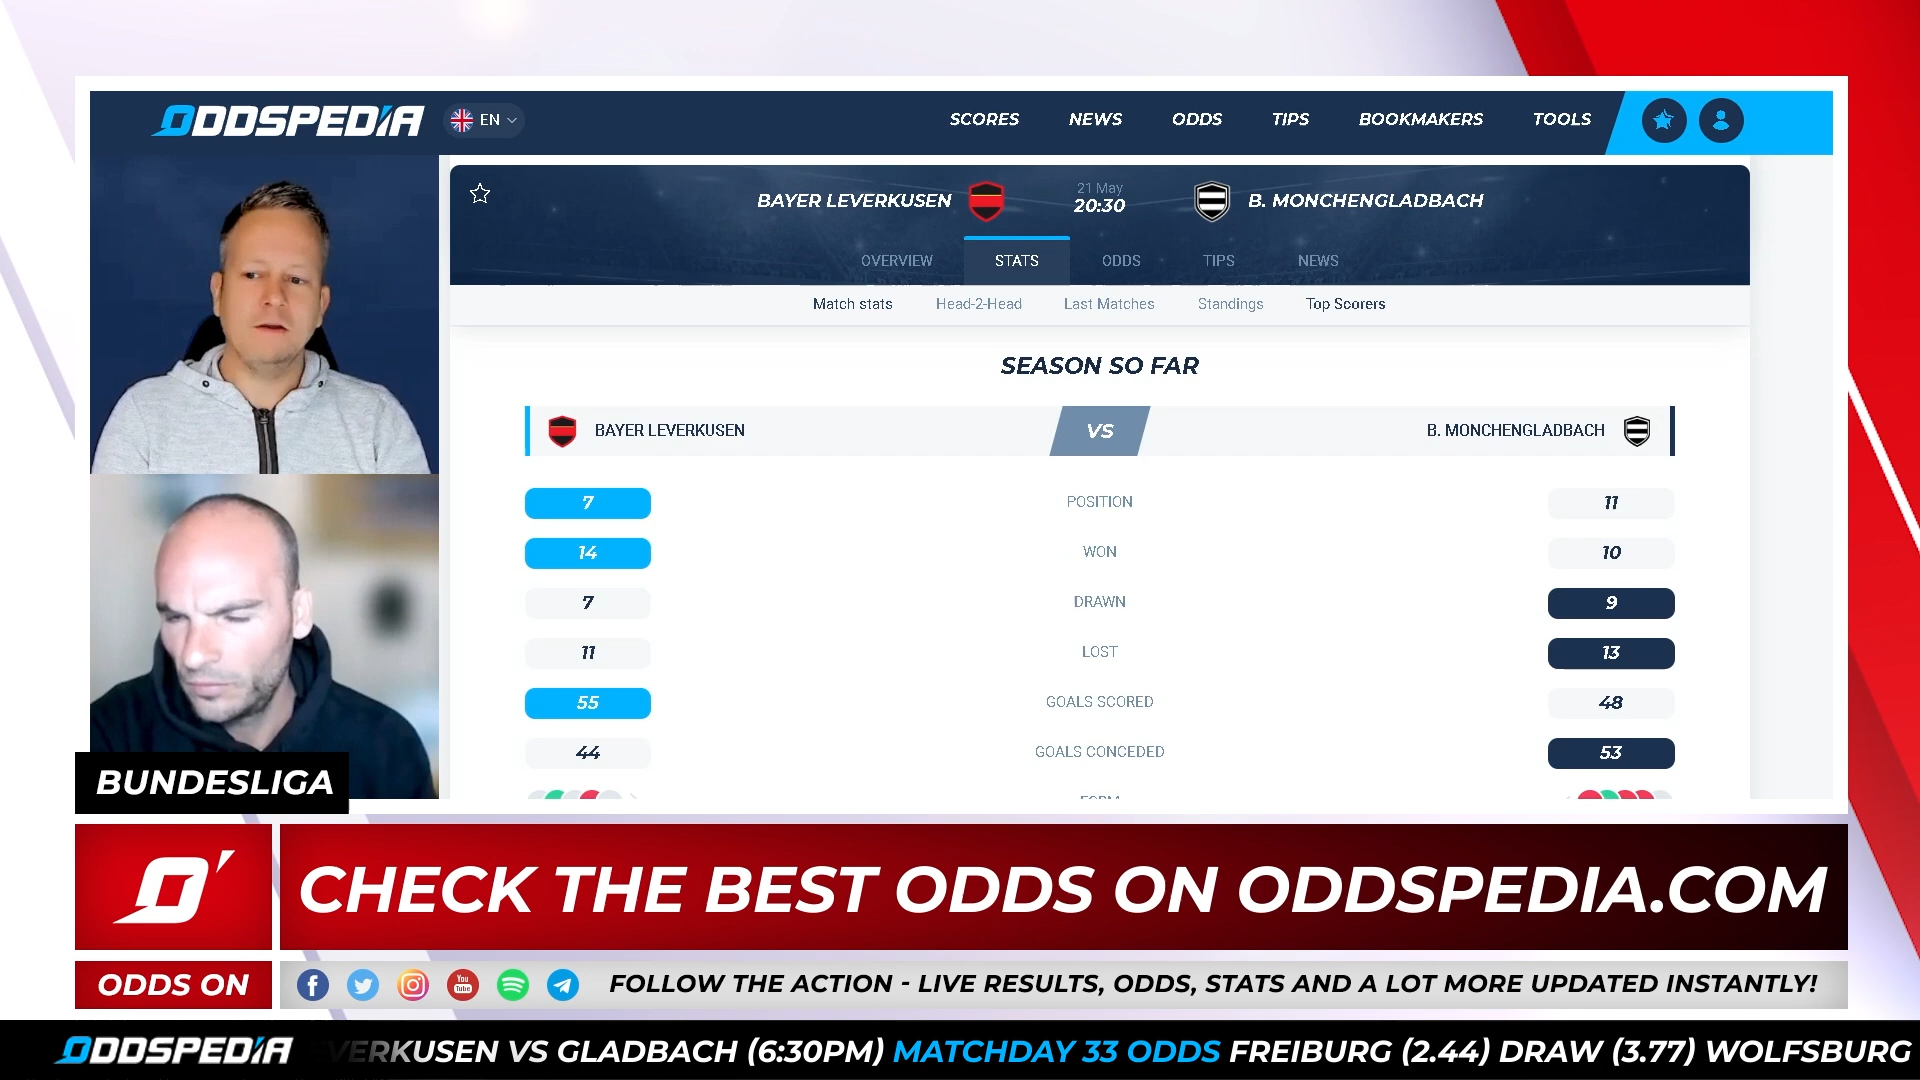 ODDSPEDIA
EN
SCORES NEWS ODDS TIPS BOOKMAKERS TOOLS
BAYER LEVERKUSEN
21 May
20:30
B. MONCHENGLADBACH
OVERVIEW STATS ODDS TIPS NEWS
Match stats Head-2-Head Last Matches Standings Top Scorers
SEASON SO FAR
BAYER LEVERKUSEN VS B. MONCHENGLADBACH
7 POSITION 11
14 WON 10
7 DRAWN 9
11 LOST 13
55 GOALS SCORED 48
44 GOALS CONCEDED 53
BUNDESLIGA
CHECK THE BEST ODDS ON ODDSPEDIA.COM
ODDS ON
You Tube
FOLLOW THE ACTION - LIVE RESULTS, ODDS, STATS AND A LOT MORE UPDATED INSTANTLY!
ODDSPEDIA VERKUSEN VS GLADBACH (6:30PM) MATCHDAY 33 ODDS FREIBURG (2.44) DRAW (3.77) WOLFSBURG